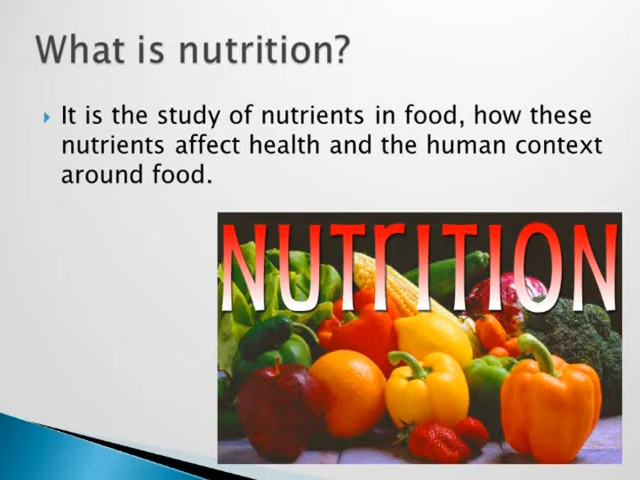 What is nutrition?
It is the study of nutrients in food, how these
nutrients affect health and the human context
around food.
NUTrITION